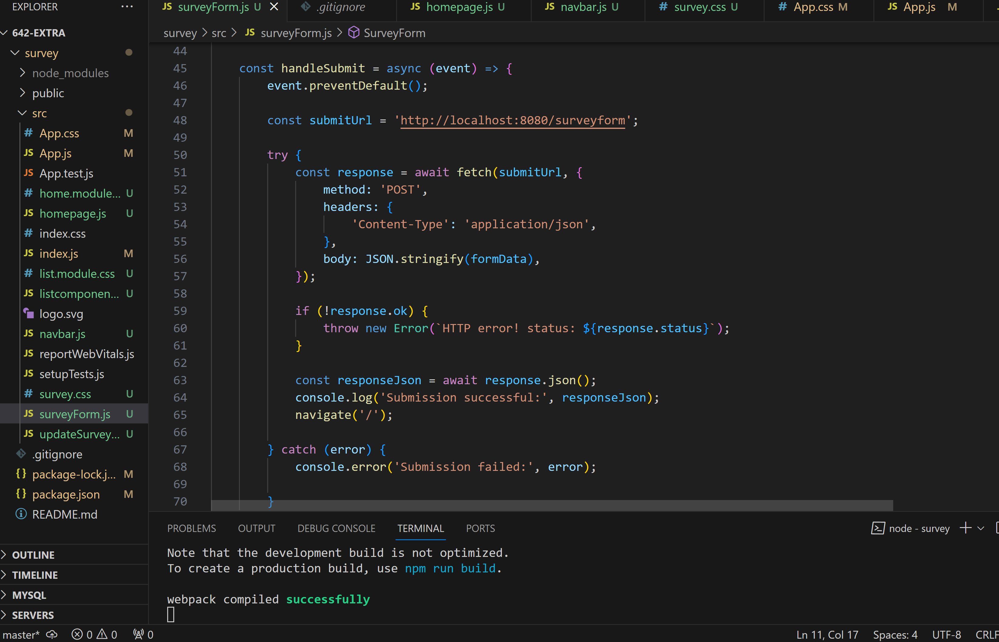 EXPLORER
642-EXTRA
survey
node_modules
public
src
App.css M
App.js M
App.test.js
home.module... U
homepage.js U
index.css
index.js M
list.module.css U
listcomponen... U
logo.svg
navbar.js U
reportWebVitals.js
setupTests.js
survey.css U
surveyForm.js U
updateSurvey... U
.gitignore
package-lock.j... M
package.json M
README.md
OUTLINE
TIMELINE
MYSQL
SERVERS
surveyForm.js U .gitignore homepage.js U navbar.js U survey.css U App.css M App.js M
survey > src > JS surveyForm.js > SurveyForm
44
45 const handleSubmit = async (event) => {
46 event.preventDefault();
47
48 const submitUrl = 'http://localhost:8080/surveyform';
49
50 try {
51 const response = await fetch(submitUrl, {
52 method: 'POST',
53 headers: {
54 'Content-Type': 'application/json',
55 },
56 body: JSON.stringify(formData),
57 });
58
59 if (!response.ok) {
60 throw new Error(`HTTP error! status: ${response.status}`);
61 }
62
63 const responseJson = await response.json();
64 console.log('Submission successful:', responseJson);
65 navigate('/');
66
67 } catch (error) {
68 console.error('Submission failed:', error);
69
70 }
PROBLEMS OUTPUT DEBUG CONSOLE TERMINAL PORTS
node - survey
Note that the development build is not optimized.
To create a production build, use npm run build.
webpack compiled successfully
master* 0 0 0 Ln 11, Col 17 Spaces: 4 UTF-8 CRLF